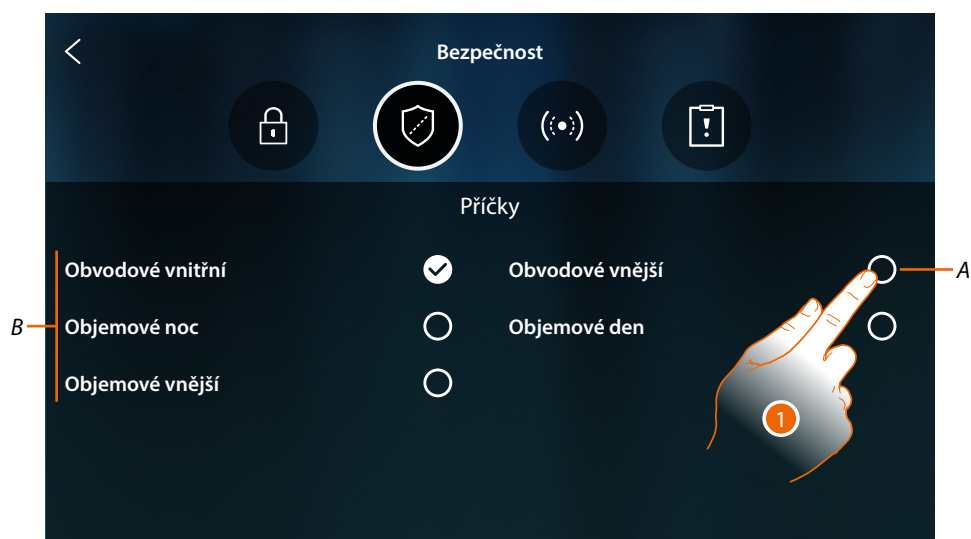 Bezpečnost
Příčky
Obvodové vnitřní
Obvodové vnější
A
B
Objemové noc
Objemové den
Objemové vnější
1